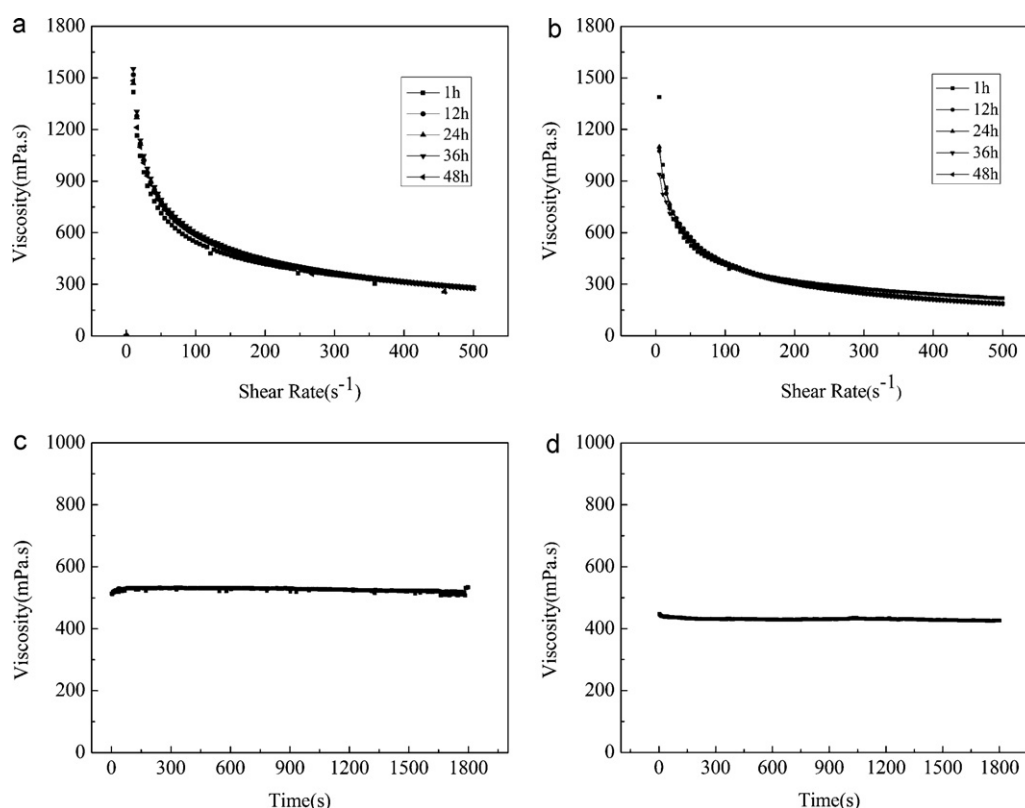 a
1800
1500
1200
900
600
300
0
Viscosity(mPa.s)
1h
12h
24h
36h
48h
0 100 200 300 400 500
Shear Rate(s-1)
b
1800
1500
1200
900
600
300
0
Viscosity(mPa.s)
1h
12h
24h
36h
48h
0 100 200 300 400 500
Shear Rate(s-1)
c
1000
800
600
400
200
0
Viscosity(mPa.s)
0 300 600 900 1200 1500 1800
Time(s)
d
1000
800
600
400
200
0
Viscosity(mPa.s)
0 300 600 900 1200 1500 1800
Time(s)